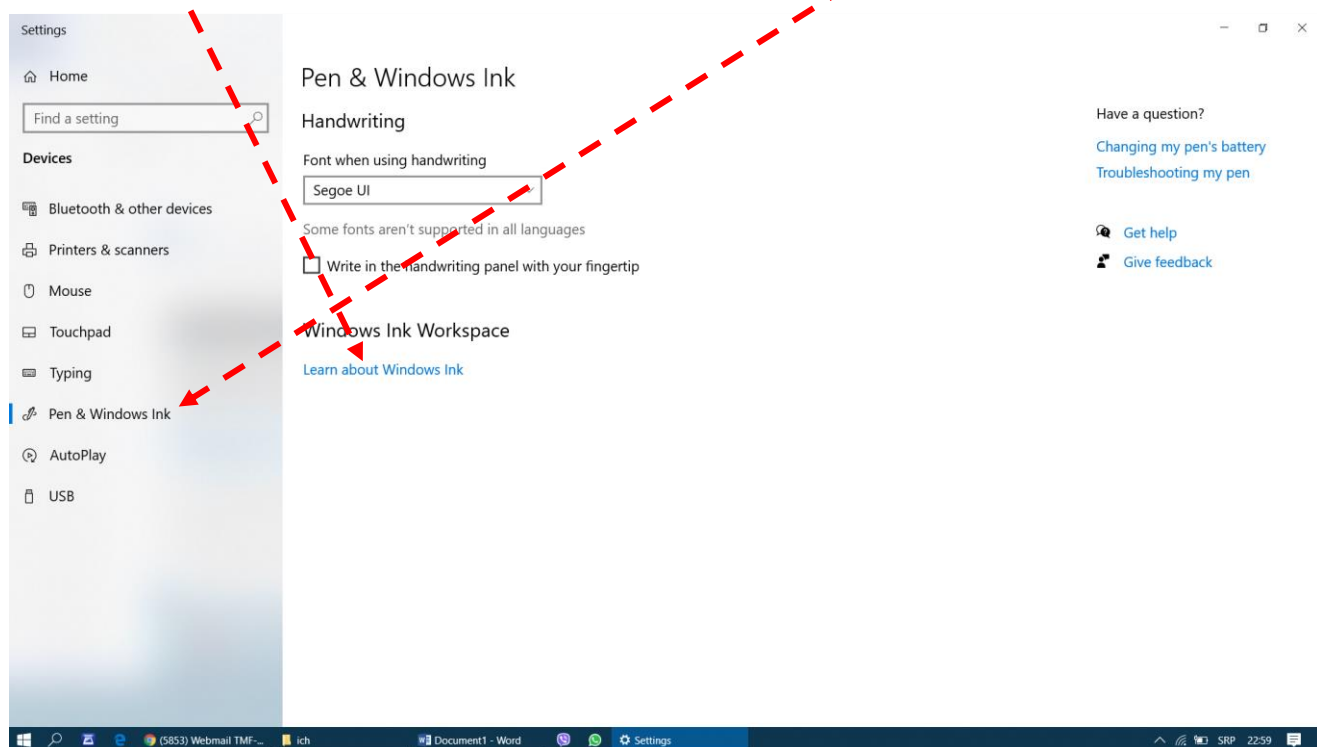 Settings
Home
Find a setting
Devices
Bluetooth & other devices
Printers & scanners
Mouse
Touchpad
Typing
Pen & Windows Ink
AutoPlay
USB
Pen & Windows Ink
Handwriting
Font when using handwriting
Segoe UI
Some fonts aren't supported in all languages
Write in the handwriting panel with your fingertip
Windows Ink Workspace
Learn about Windows Ink
Have a question?
Changing my pen's battery
Troubleshooting my pen
Get help
Give feedback
(5853) Webmail TMF-... ich Document1 - Word Settings SRP 22:59